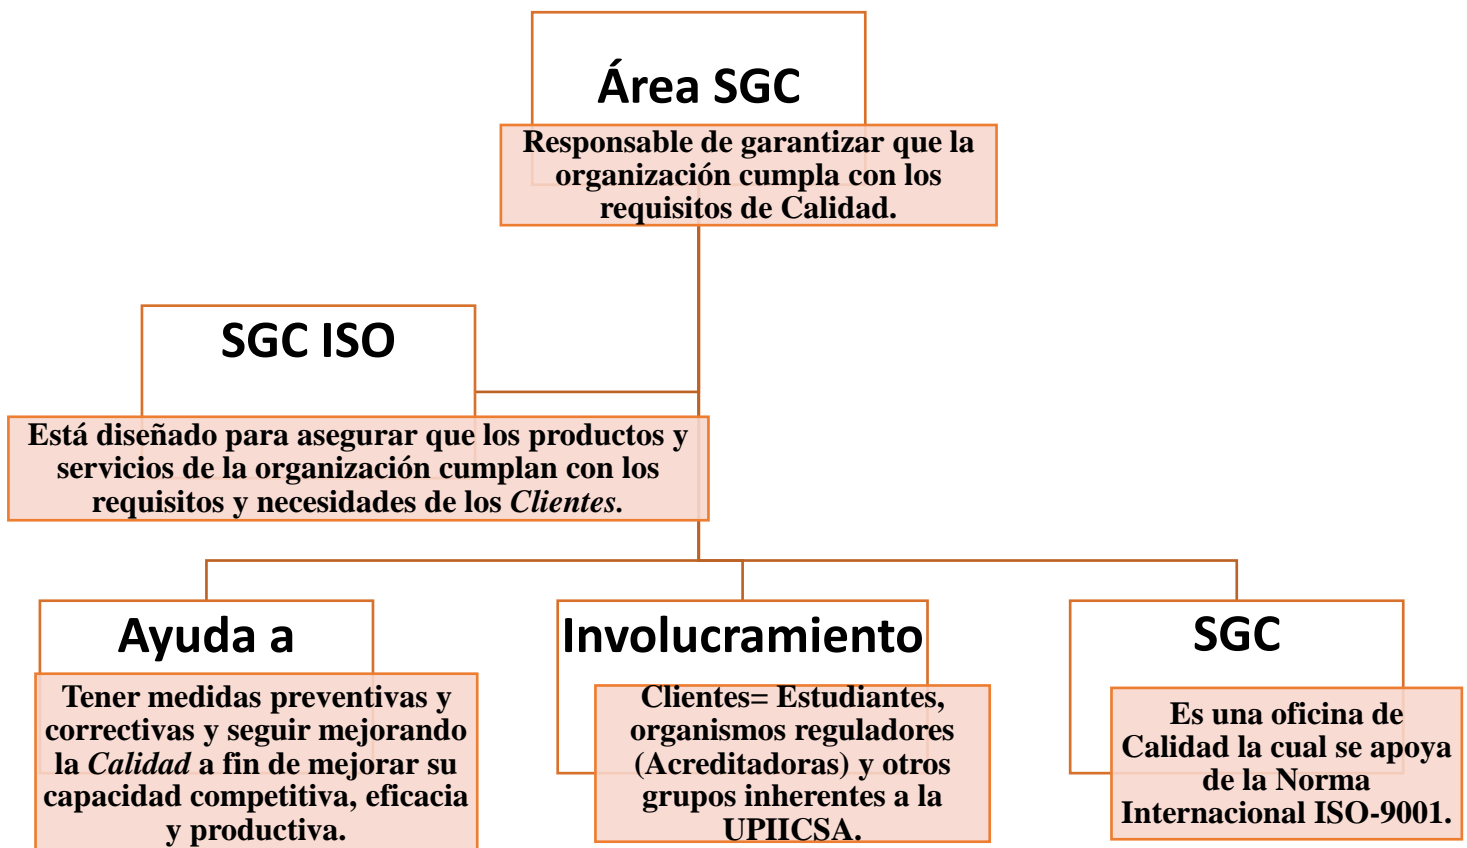 Área SGC
Responsable de garantizar que la
organización cumpla con los
requisitos de Calidad.
SGC ISO
Está diseñado para asegurar que los productos y
servicios de la organización cumplan con los
requisitos y necesidades de los Clientes.
Ayuda a
Tener medidas preventivas y
correctivas y seguir mejorando
la Calidad a fin de mejorar su
capacidad competitiva, eficacia
y productiva.
Involucramiento
Clientes= Estudiantes,
organismos reguladores
(Acreditadoras) y otros
grupos inherentes a la
UPIICSA.
SGC
Es una oficina de
Calidad la cual se apoya
de la Norma
Internacional ISO-9001.